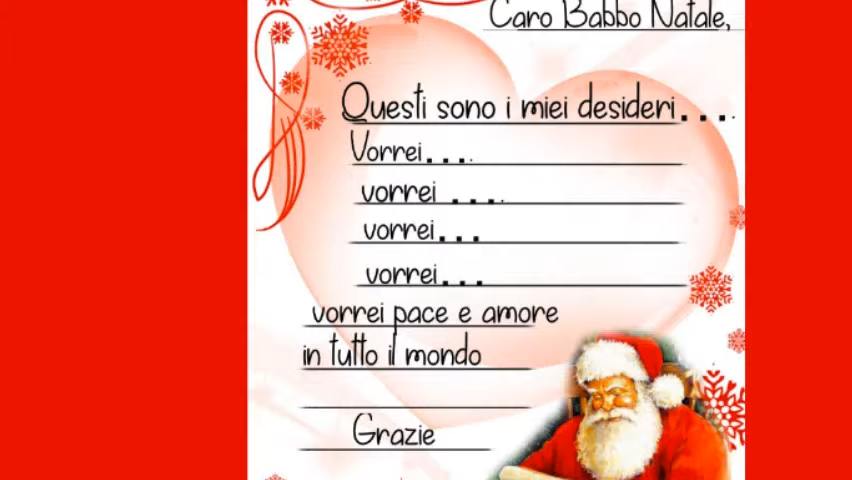 Caro Babbo Natale,
Questi sono i miei desideri....
Vorrei....
vorrei ....
vorrei...
vorrei...
vorrei pace e amore
in tutto il mondo
Grazie